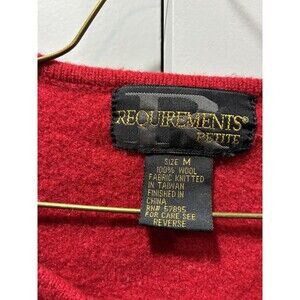 R
REQUIREMENTS®
PETITE
SIZE M
100% WOOL
FABRIC KNITTED
IN TAIWAN
FINISHED IN
CHINA
RN# 57895
FOR CARE SEE
REVERSE